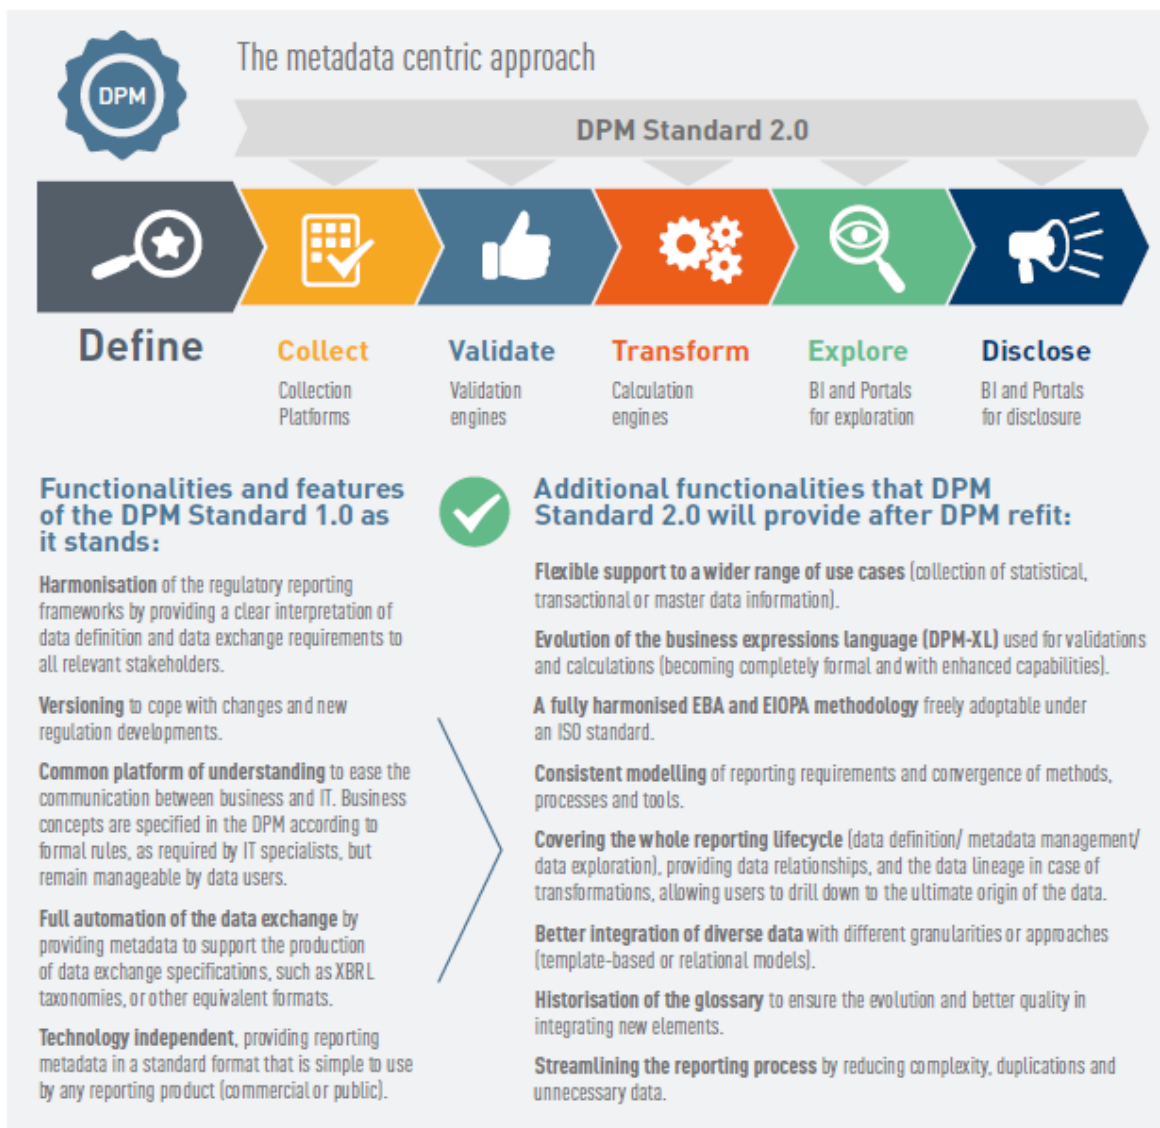 The metadata centric approach
DPM
DPM Standard 2.0
Define
Collect
Collection
Platforms
Validate
Validation
engines
Transform
Calculation
engines
Explore
BI and Portals
for exploration
Disclose
BI and Portals
for disclosure
Functionalities and features
of the DPM Standard 1.0 as
it stands:
Harmonisation of the regulatory reporting
frameworks by providing a clear interpretation of
data definition and data exchange requirements to
all relevant stakeholders.
Versioning to cope with changes and new
regulation developments.
Common platform of understanding to ease the
communication between business and IT. Business
concepts are specified in the DPM according to
formal rules, as required by IT specialists, but
remain manageable by data users.
Full automation of the data exchange by
providing metadata to support the production
of data exchange specifications, such as XBRL
taxonomies, or other equivalent formats.
Technology independent, providing reporting
metadata in a standard format that is simple to use
by any reporting product (commercial or public).
Additional functionalities that DPM
Standard 2.0 will provide after DPM refit:
Flexible support to a wider range of use cases (collection of statistical,
transactional or master data information).
Evolution of the business expressions language (DPM-XL) used for validations
and calculations (becoming completely formal and with enhanced capabilities).
A fully harmonised EBA and EIOPA methodology freely adoptable under
an ISO standard.
Consistent modelling of reporting requirements and convergence of methods,
processes and tools.
Covering the whole reporting lifecycle (data definition/ metadata management/
data exploration), providing data relationships, and the data lineage in case of
transformations, allowing users to drill down to the ultimate origin of the data.
Better integration of diverse data with different granularities or approaches
(template-based or relational models).
Historisation of the glossary to ensure the evolution and better quality in
integrating new elements.
Streamlining the reporting process by reducing complexity, duplications and
unnecessary data.